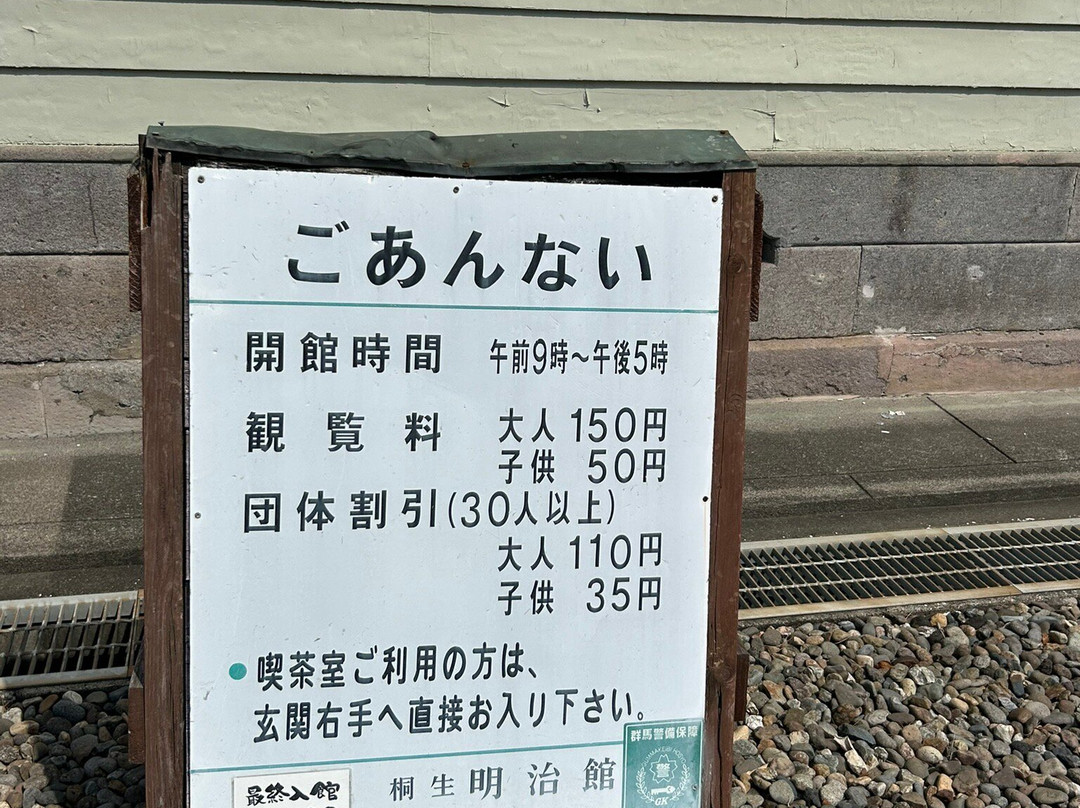 ごあんない
開館時間 午前9時～午後5時
観覧料 大人 150円
子供 50円
団体割引(30人以上)
大人 110円
子供 35円
●喫茶室ご利用の方は、
玄関右手へ直接お入り下さい。
桐生明治館
最終入館
群馬警備保障
警
GK